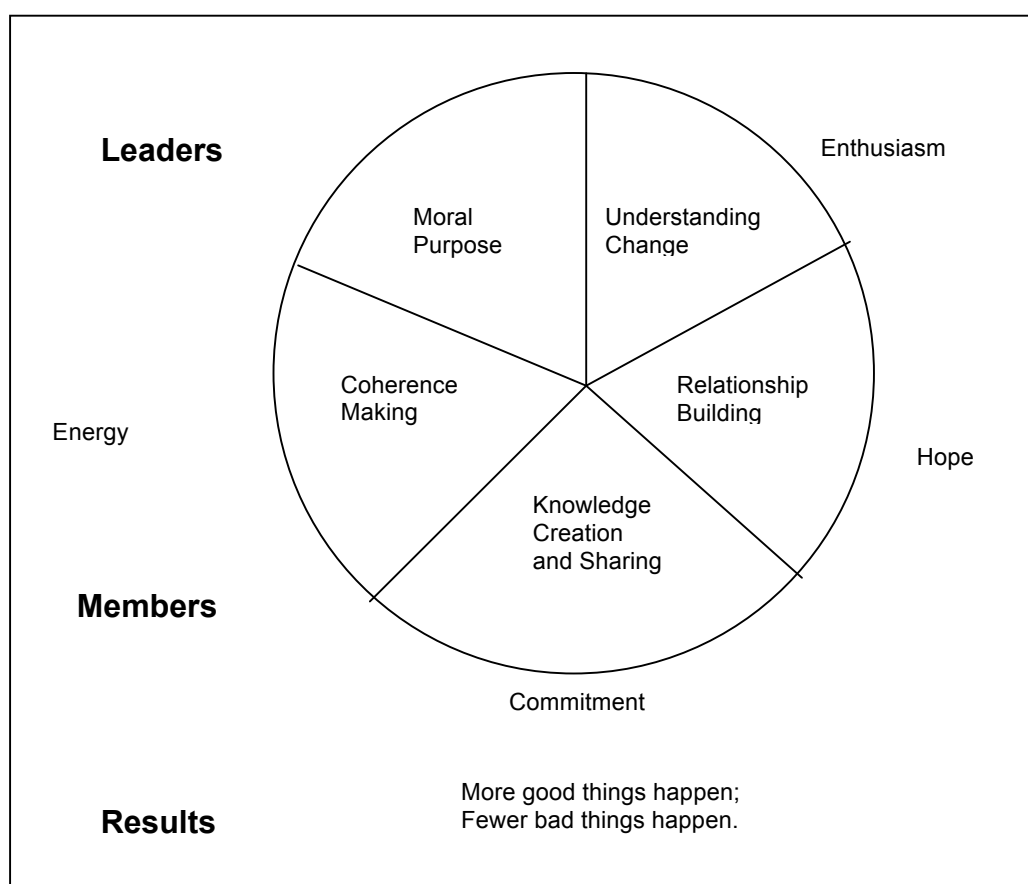 Leaders
Enthusiasm
Moral
Purpose
Understanding
Change
Coherence
Making
Relationship
Building
Energy
Hope
Knowledge
Creation
and Sharing
Members
Commitment
Results
More good things happen;
Fewer bad things happen.